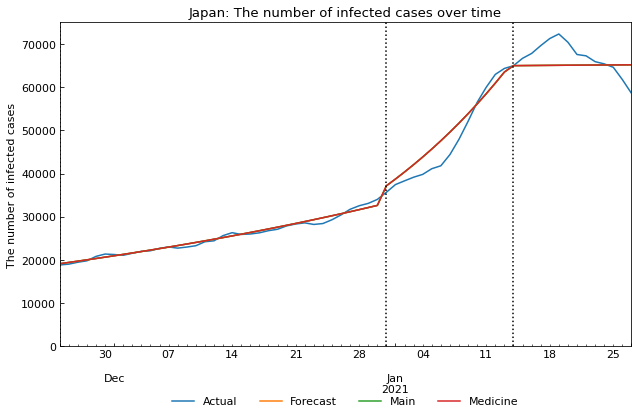 Japan: The number of infected cases over time
The number of infected cases
70000
60000
50000
40000
30000
20000
10000
0
30 07 14 21 28 04 11 18 25
Dec Jan
2021
Actual Forecast Main Medicine